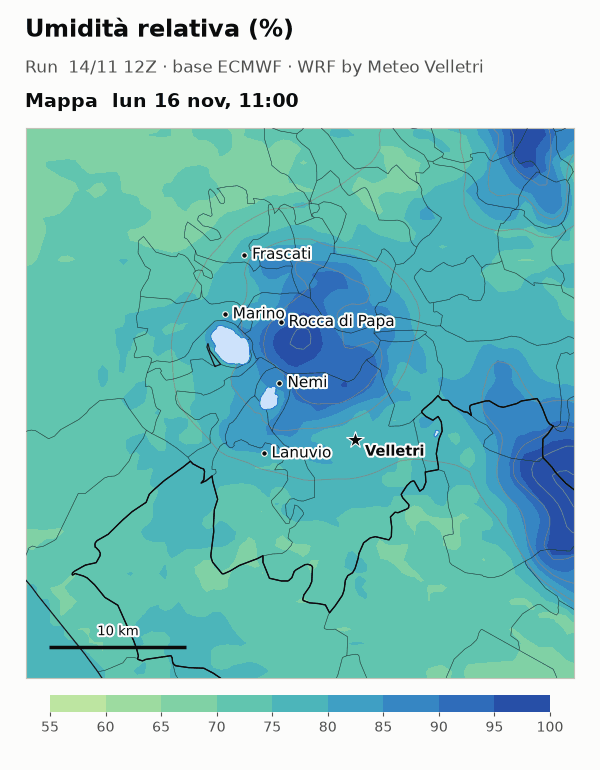 Umidità relativa (%)
Run  14/11 12Z · base ECMWF · WRF by Meteo Velletri
Mappa  lun 16 nov, 11:00
Frascati
Marino
Rocca di Papa
Nemi
Velletri
Lanuvio
10 km
55 60 65 70 75 80 85 90 95 100